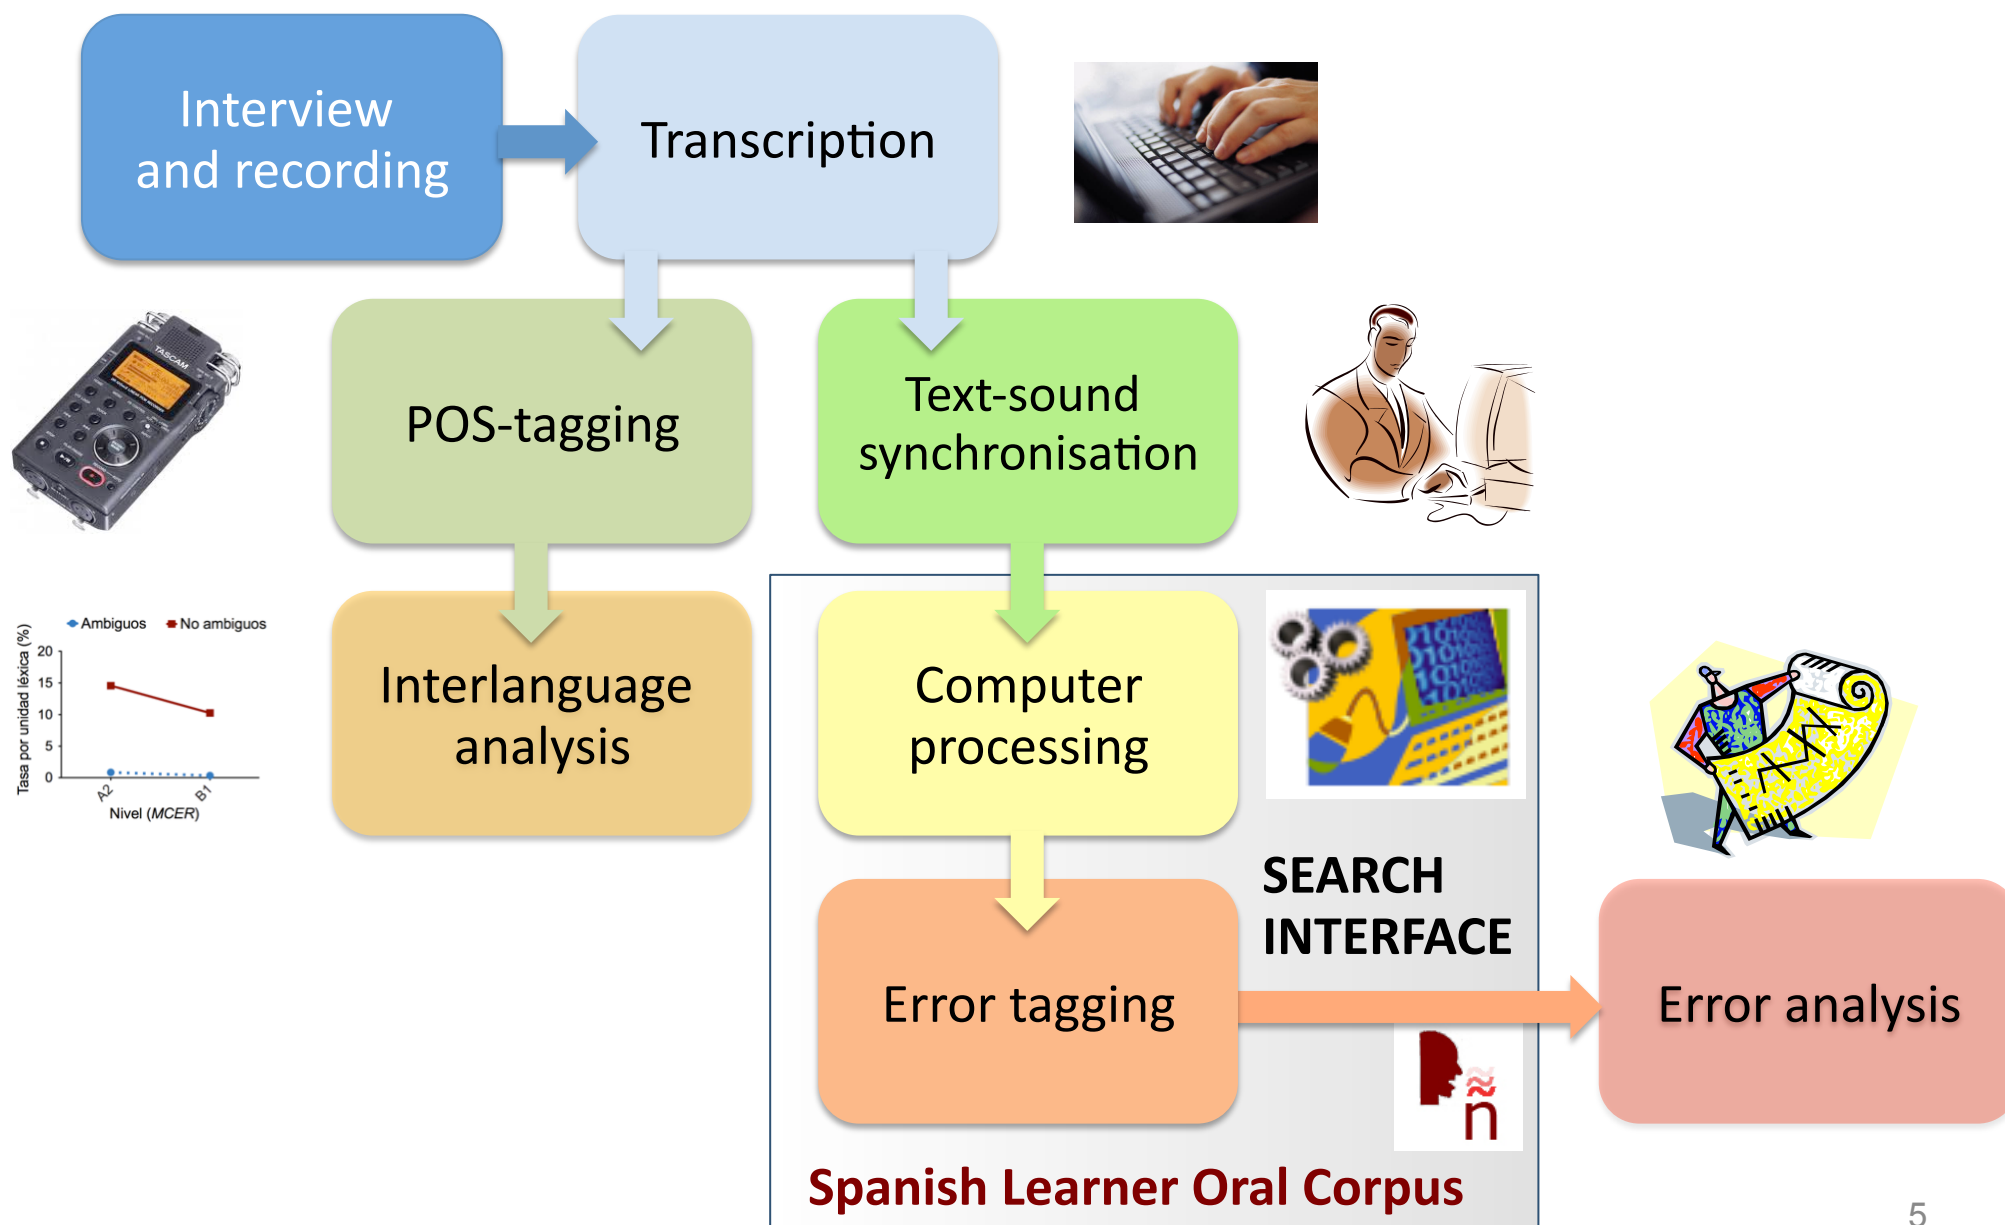 Interview
and recording
Transcription
TASCAM
POS-tagging
Text-sound
synchronisation
Ambiguos
No ambiguos
Tasa por unidad léxica (%)
20
15
10
5
0
A2
B1
Nivel (MCER)
Interlanguage
analysis
Computer
processing
SEARCH
INTERFACE
Error tagging
Error analysis
ñ
Spanish Learner Oral Corpus
5